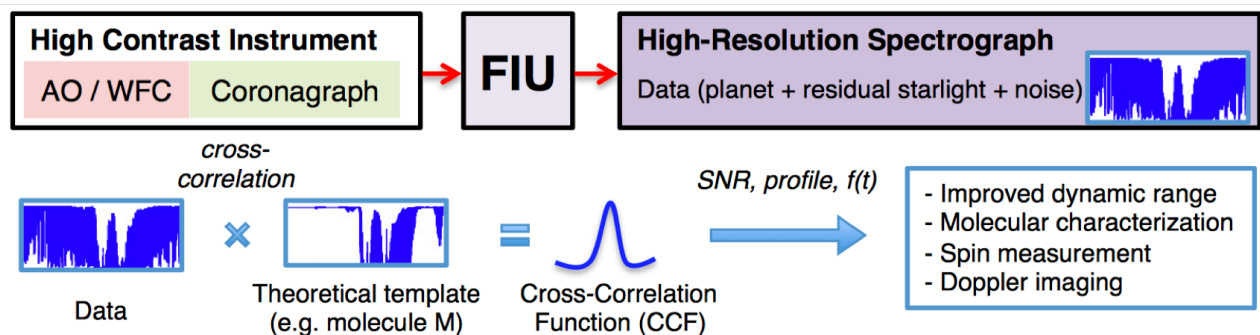 High Contrast Instrument
AO / WFC
Coronagraph
FIU
High-Resolution Spectrograph
Data (planet + residual starlight + noise)
cross-
correlation
Data
Theoretical template
(e.g. molecule M)
Cross-Correlation
Function (CCF)
SNR, profile, f(t)
- Improved dynamic range
- Molecular characterization
- Spin measurement
- Doppler imaging